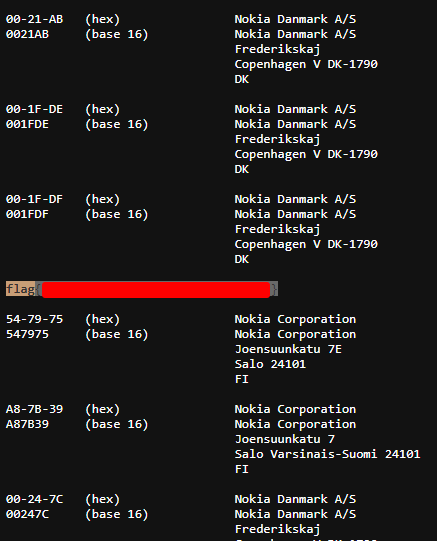 00-21-AB (hex) Nokia Danmark A/S
0021AB (base 16) Nokia Danmark A/S
Frederikskaj
Copenhagen V DK-1790
DK
00-1F-DE (hex) Nokia Danmark A/S
001FDE (base 16) Nokia Danmark A/S
Frederikskaj
Copenhagen V DK-1790
DK
00-1F-DF (hex) Nokia Danmark A/S
001FDF (base 16) Nokia Danmark A/S
Frederikskaj
Copenhagen V DK-1790
DK
flag{ }
54-79-75 (hex) Nokia Corporation
547975 (base 16) Nokia Corporation
Joensuunkatu 7E
Salo 24101
FI
A8-7B-39 (hex) Nokia Corporation
A87B39 (base 16) Nokia Corporation
Joensuunkatu 7
Salo Varsinais-Suomi 24101
FI
00-24-7C (hex) Nokia Danmark A/S
00247C (base 16) Nokia Danmark A/S
Frederikskaj